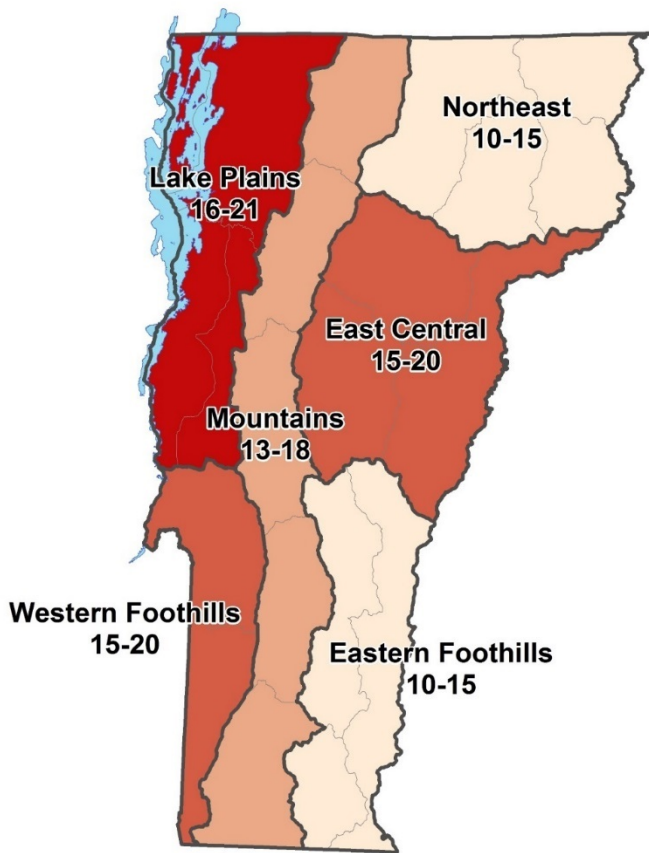 Northeast
10-15
Lake Plains
16-21
East Central
15-20
Mountains
13-18
Western Foothills
15-20
Eastern Foothills
10-15